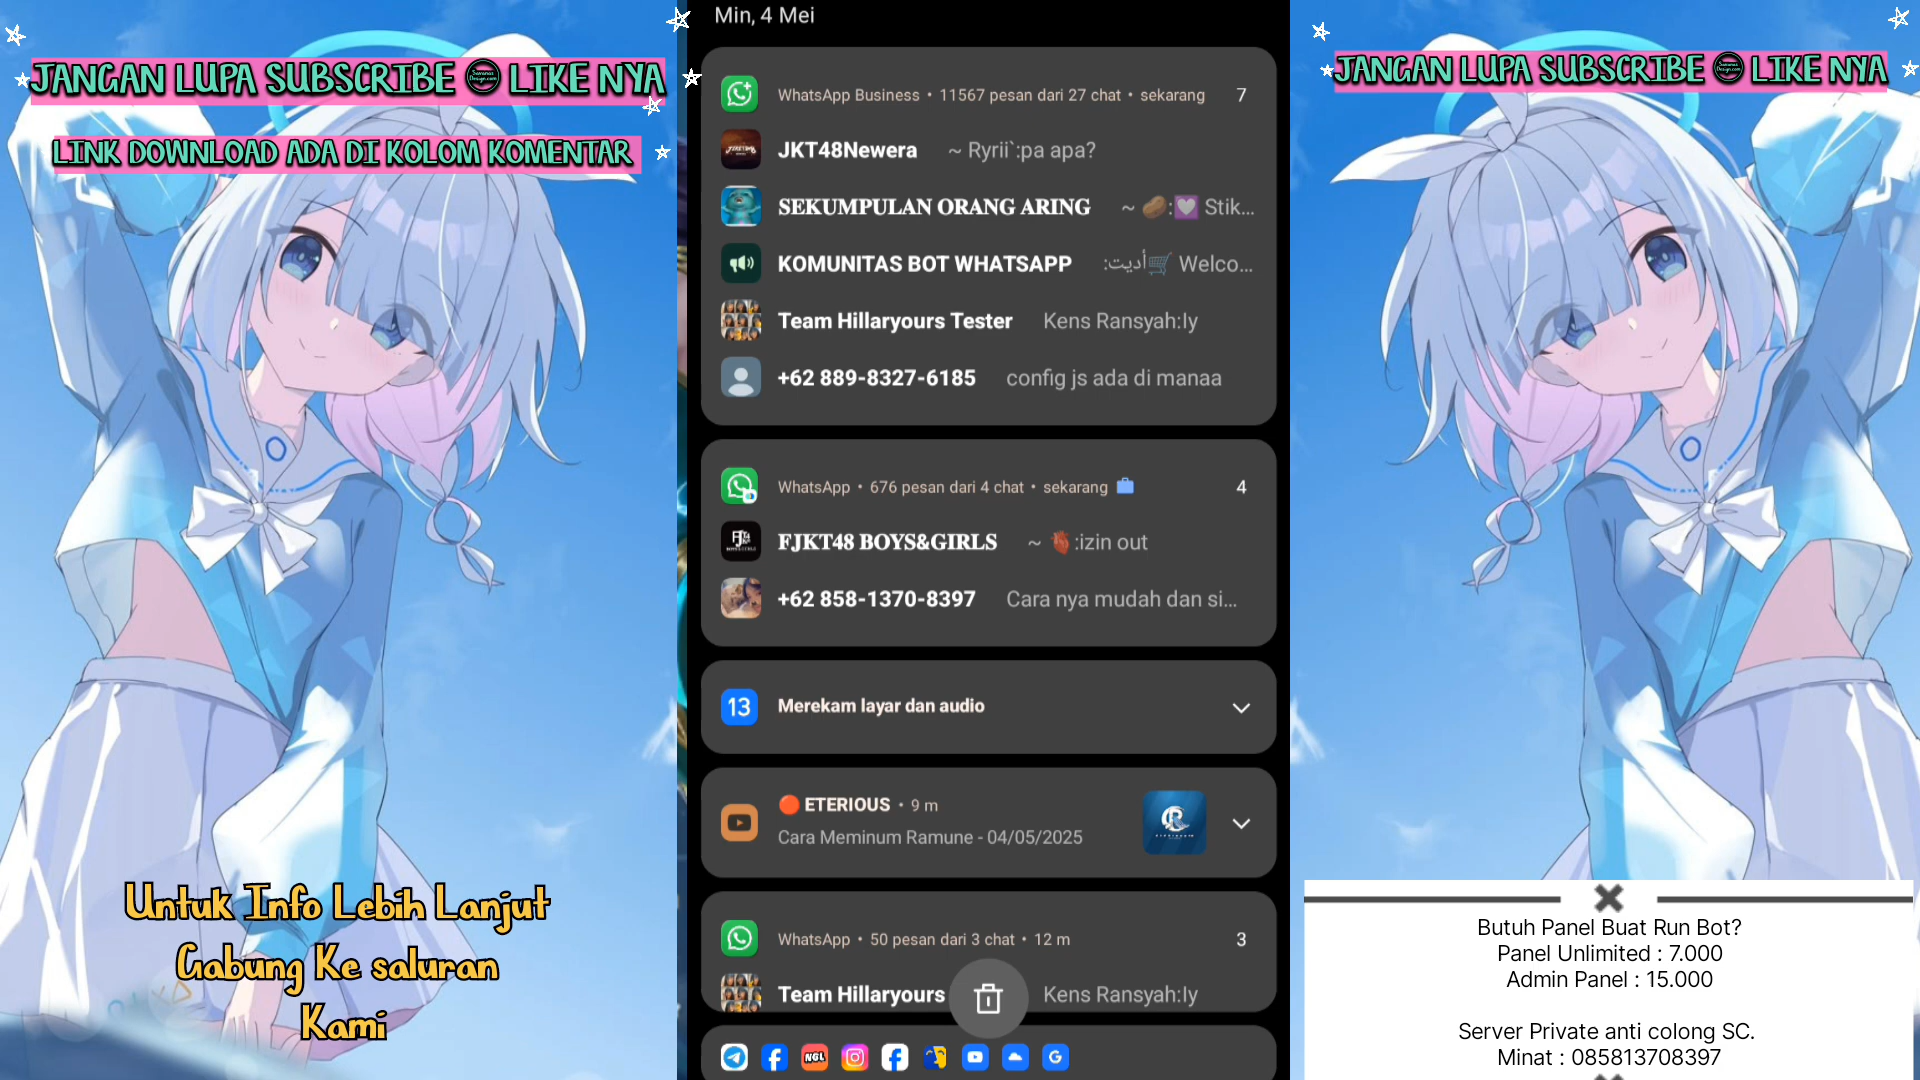 JANGAN LUPA SUBSCRIBE LIKE NYA
LINK DOWNLOAD ADA DI KOLOM KOMENTAR
Untuk Info Lebih Lanjut
Gabung Ke saluran
Kami
Min, 4 Mei
WhatsApp Business • 11567 pesan dari 27 chat • sekarang 7
JKT48Newera ~ Ryrii`:pa apa?
SEKUMPULAN ORANG ARING ~ 🥔:💟 Stik...
KOMUNITAS BOT WHATSAPP أديت:🛒 Welco...
Team Hillaryours Tester Kens Ransyah:ly
+62 889-8327-6185 config js ada di manaa
WhatsApp • 676 pesan dari 4 chat • sekarang 4
FJKT48 BOYS&GIRLS ~ 🫀:izin out
+62 858-1370-8397 Cara nya mudah dan si...
13 Merekam layar dan audio
🔴 ETERIOUS • 9 m
Cara Meminum Ramune - 04/05/2025
WhatsApp • 50 pesan dari 3 chat • 12 m 3
Team Hillaryours Kens Ransyah:ly
NGL
JANGAN LUPA SUBSCRIBE LIKE NYA
Butuh Panel Buat Run Bot?
Panel Unlimited : 7.000
Admin Panel : 15.000
Server Private anti colong SC.
Minat : 085813708397